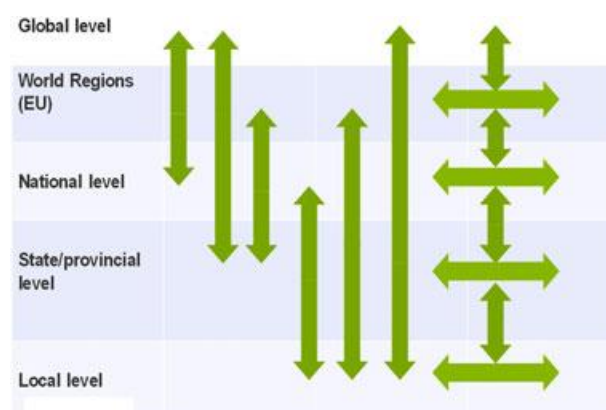 Global level
World Regions
(EU)
National level
State/provincial
level
Local level